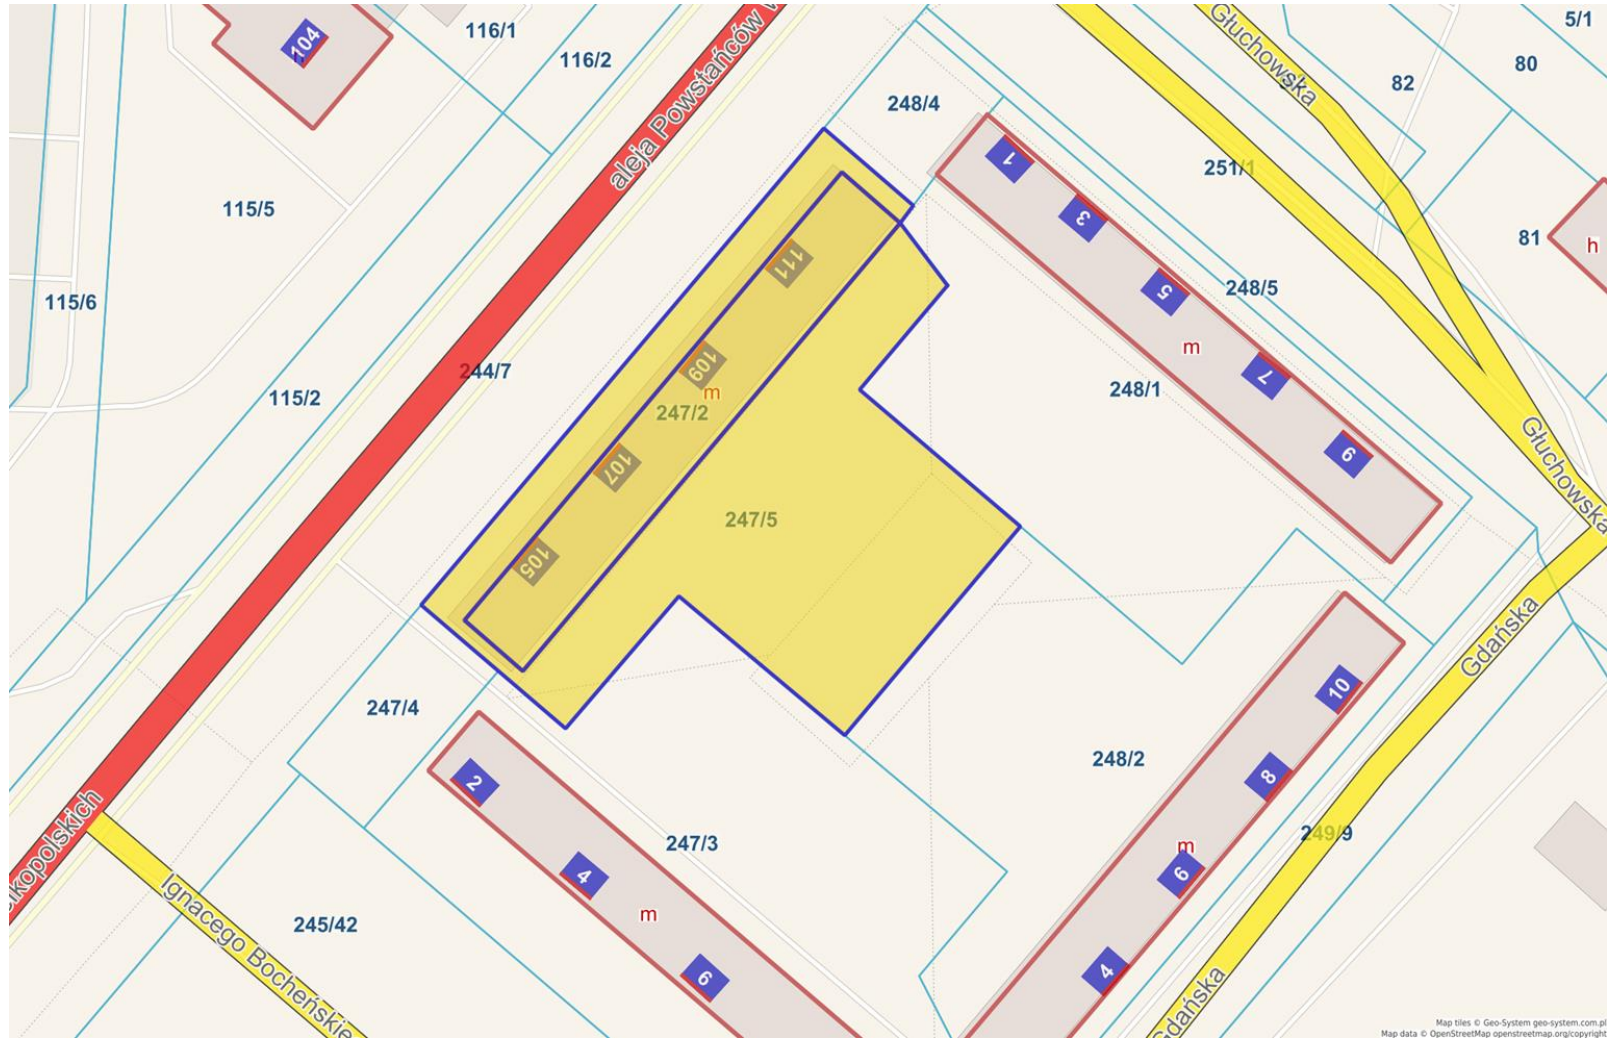 104
116/1
116/2
5/1
80
82
Głuchowska
aleja Powstańców W
248/4
1
251/1
115/5
3
81
h
111
5
248/5
115/6
109
m
244/7
m
247/2
7
248/1
115/2
107
9
Głuchowska
247/5
105
Gdańska
10
247/4
248/2
2
8
elkopolskich
247/3
249/9
m
6
4
m
Ignacego Bocheńskie
245/42
6
4
Gdańska
Map tiles © Geo-System geo-system.com.pl
Map data © OpenStreetMap openstreetmap.org/copyright